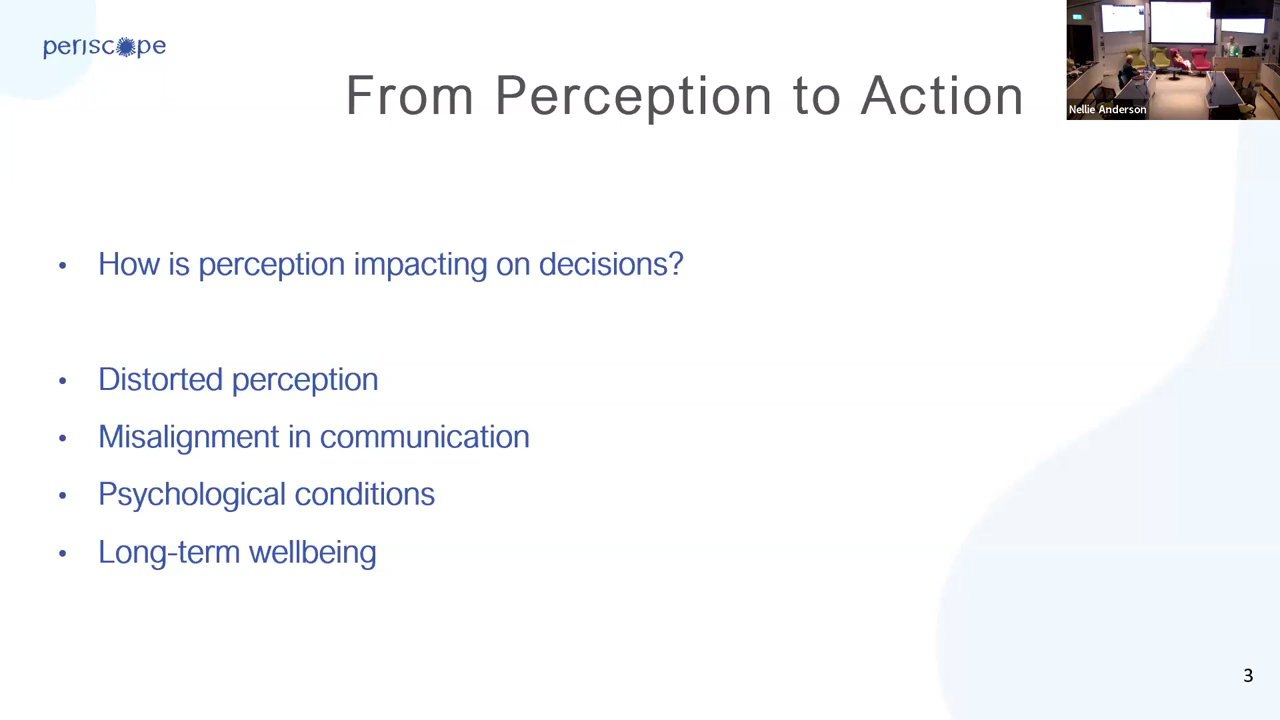 periscope
From Perception to Action
Nellie Anderson
• How is perception impacting on decisions?
• Distorted perception
• Misalignment in communication
• Psychological conditions
• Long-term wellbeing
3